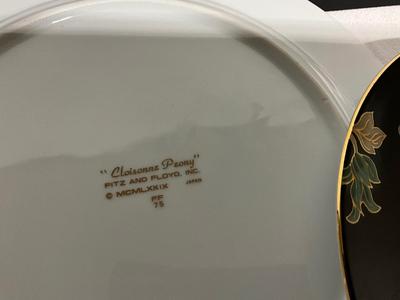 "Cloisonne Peony"
FITZ AND FLOYD, INC.
© MCMLXXIX JAPAN
FF
75